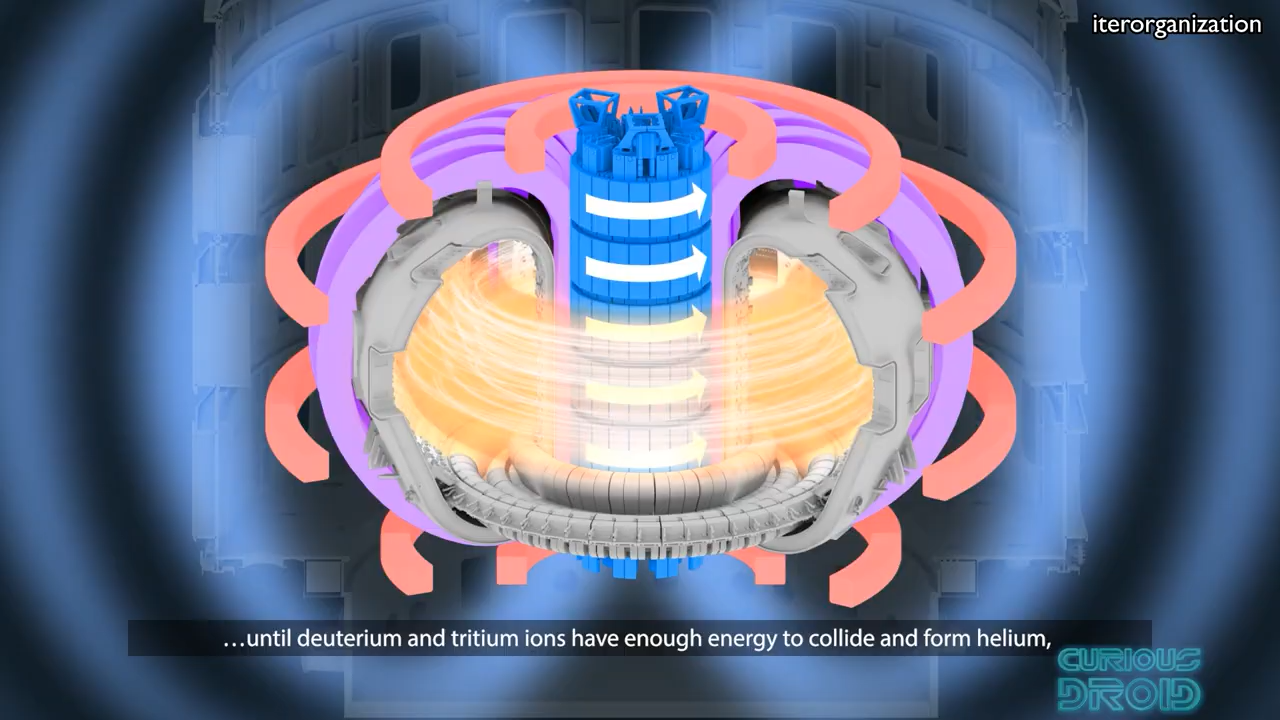 iterorganization
…until deuterium and tritium ions have enough energy to collide and form helium,
CURIOUS
DROID